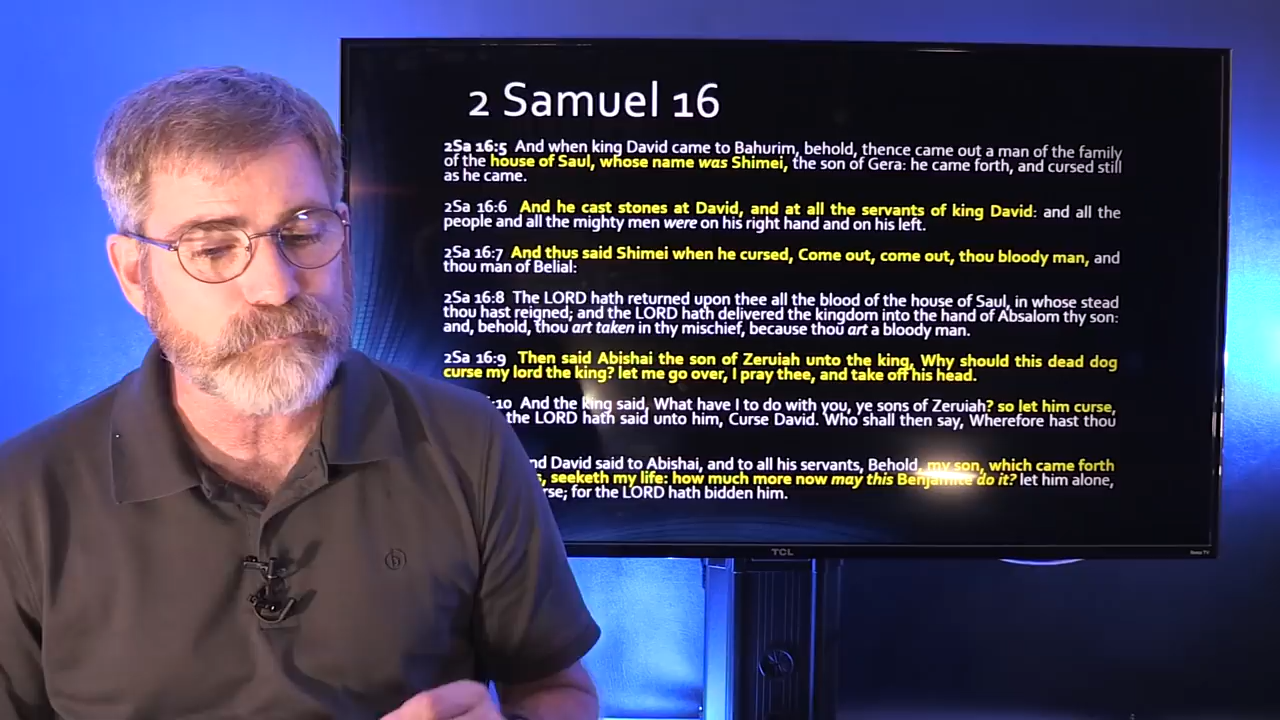 2 Samuel 16
2Sa 16:5 And when king David came to Bahurim, behold, thence came out a man of the family
of the house of Saul, whose name was Shimei, the son of Gera: he came forth, and cursed still
as he came.
2Sa 16:6 And he cast stones at David, and at all the servants of king David: and all the
people and all the mighty men were on his right hand and on his left.
2Sa 16:7 And thus said Shimei when he cursed, Come out, come out, thou bloody man, and
thou man of Belial:
2Sa 16:8 The LORD hath returned upon thee all the blood of the house of Saul, in whose stead
thou hast reigned; and the LORD hath delivered the kingdom into the hand of Absalom thy son:
and, behold, thou art taken in thy mischief, because thou art a bloody man.
2Sa 16:9 Then said Abishai the son of Zeruiah unto the king, Why should this dead dog
curse my lord the king? let me go over, I pray thee, and take off his head.
:10 And the king said, What have I to do with you, ye sons of Zeruiah? so let him curse,
the LORD hath said unto him, Curse David. Who shall then say, Wherefore hast thou
nd David said to Abishai, and to all his servants, Behold, my son, which came forth
s, seeketh my life: how much more now may this Benjamite do it? let him alone,
rse; for the LORD hath bidden him.
TCL
Roku TV
b